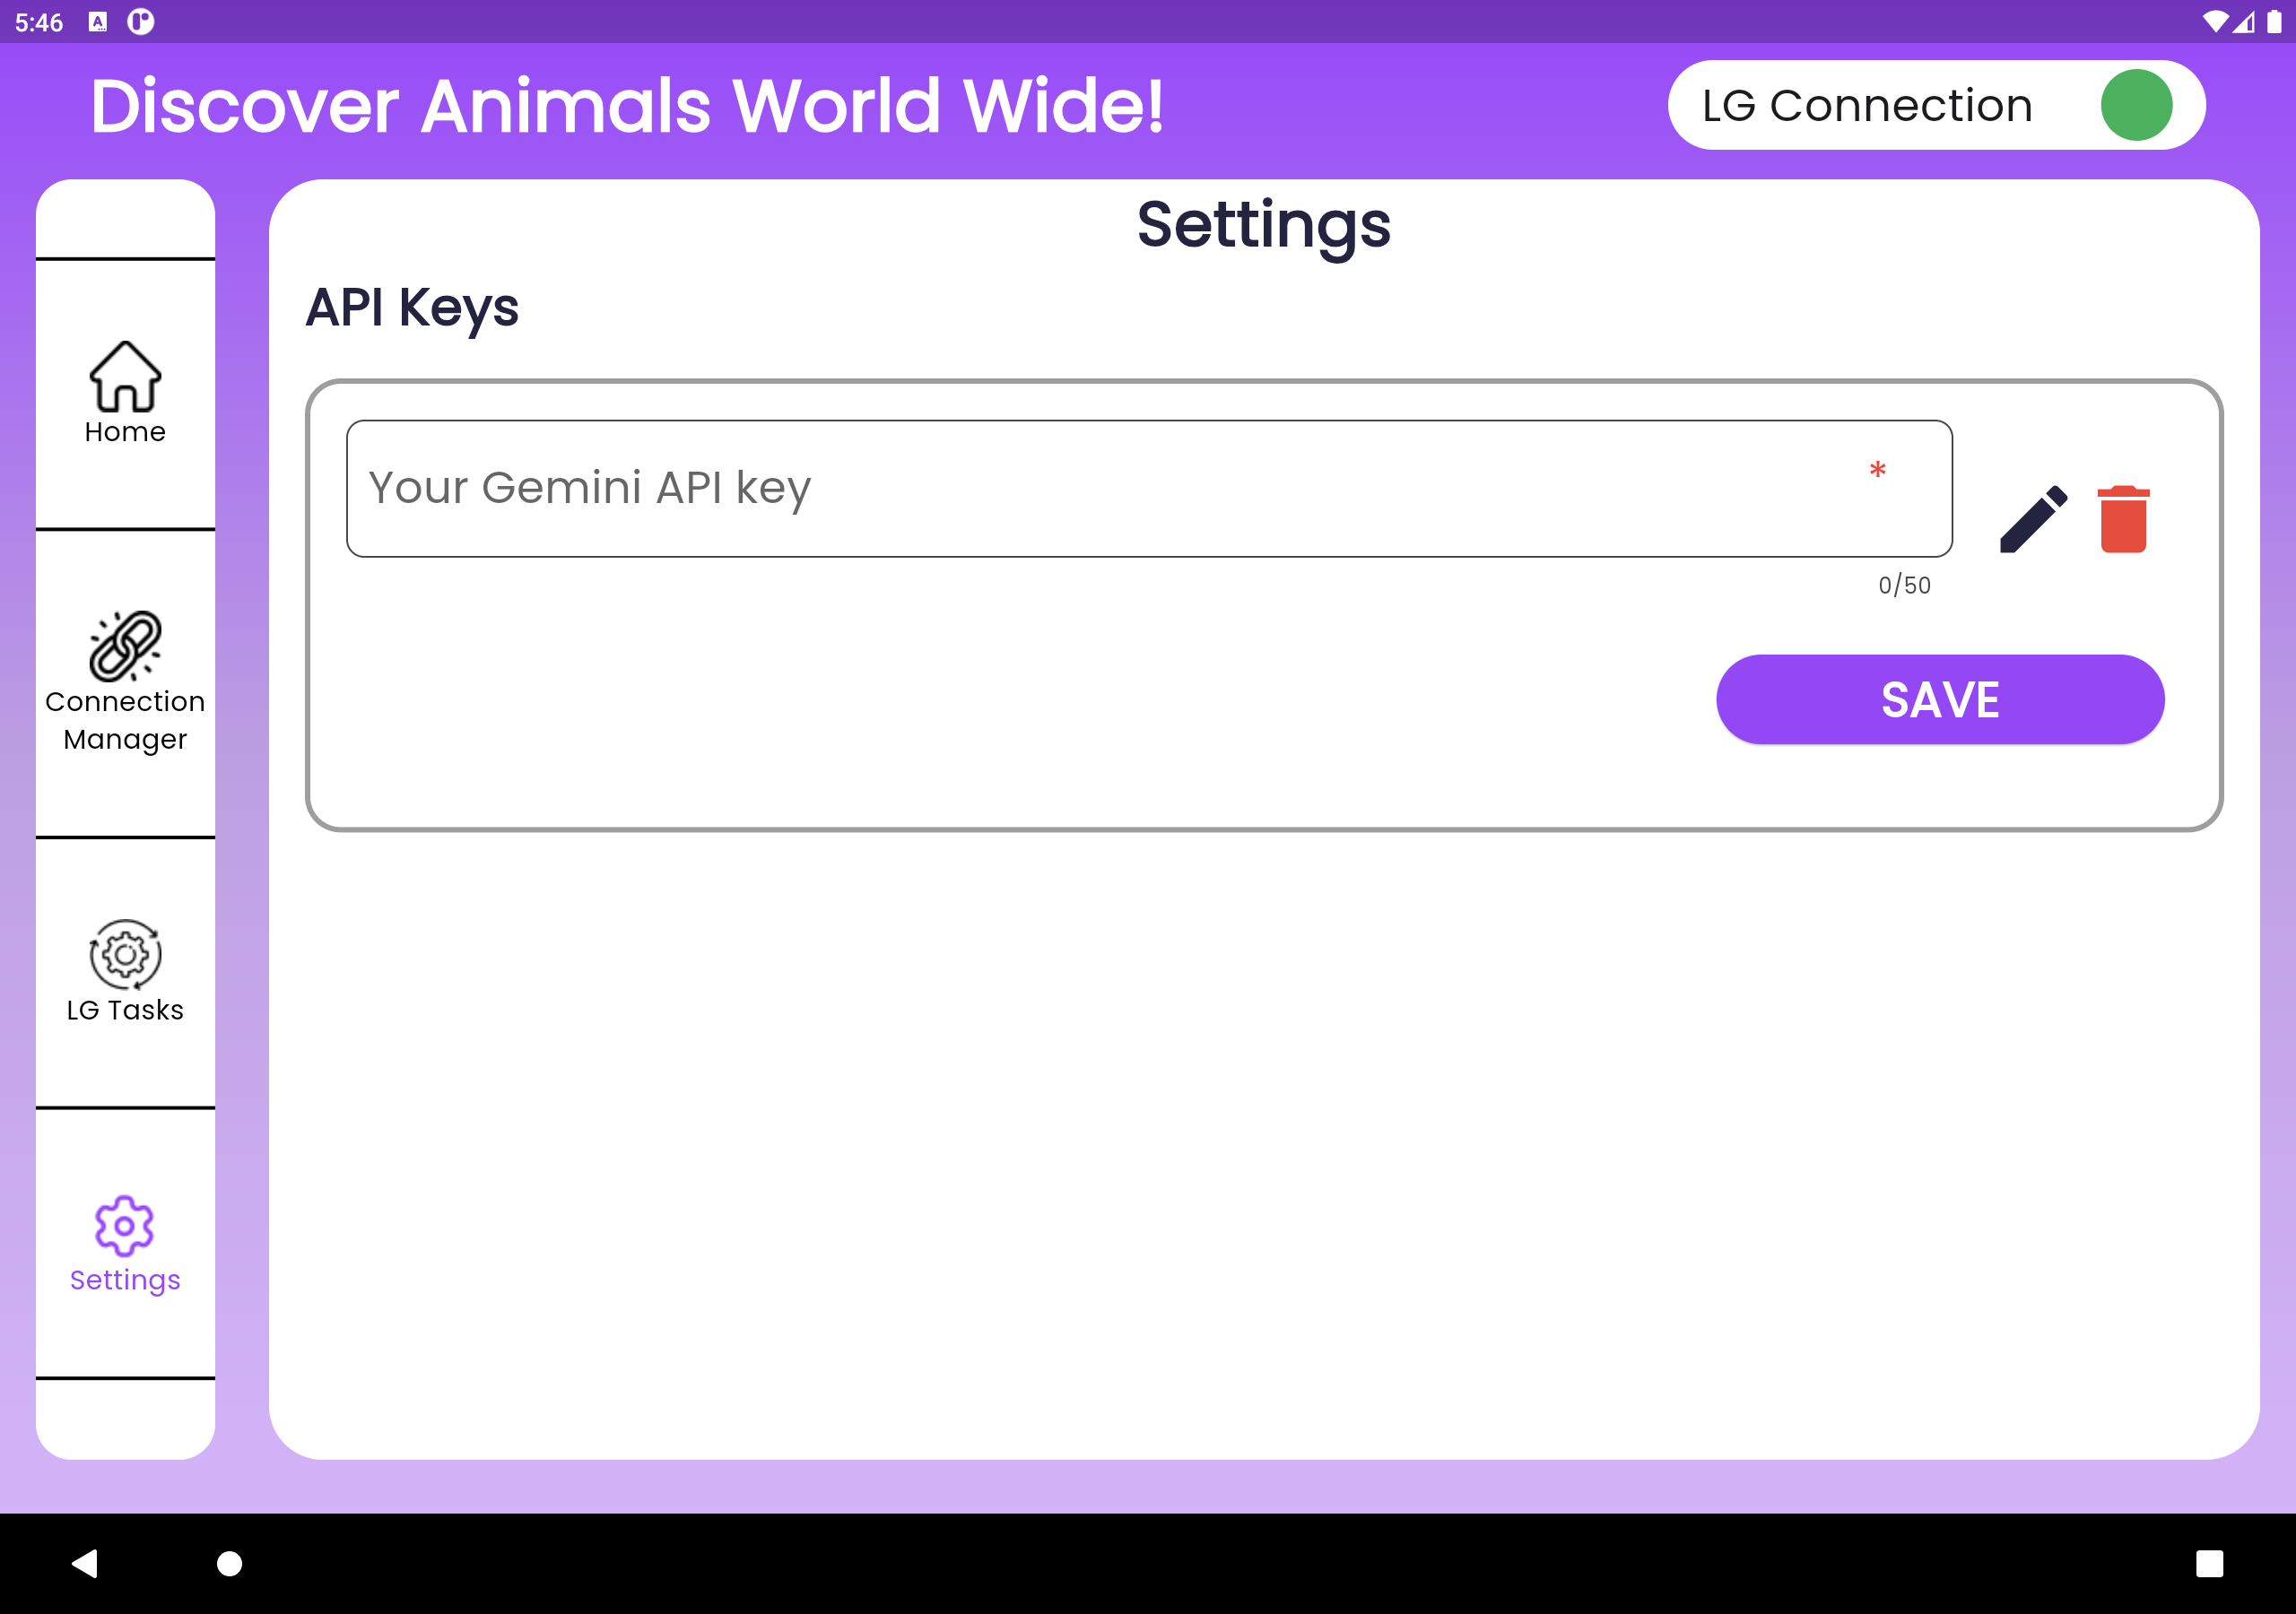 5:46
Discover Animals World Wide!
LG Connection
Settings
API Keys
Your Gemini API key *
0/50
SAVE
Home
Connection
Manager
LG Tasks
Settings